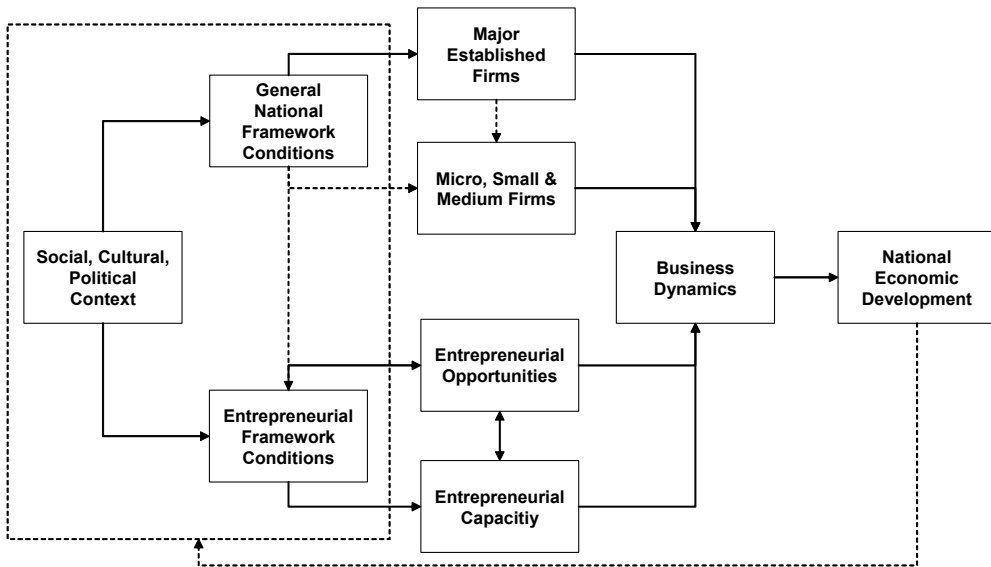 Major
Established
Firms
General
National
Framework
Conditions
Micro, Small &
Medium Firms
Social, Cultural,
Political
Context
Business
Dynamics
National
Economic
Development
Entrepreneurial
Opportunities
Entrepreneurial
Framework
Conditions
Entrepreneurial
Capacitiy